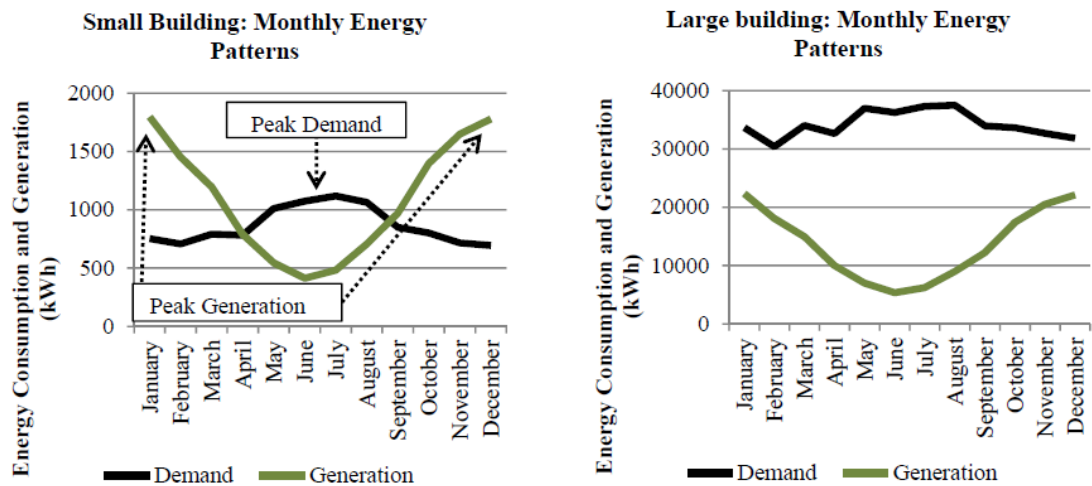 Small Building: Monthly Energy
Patterns
Energy Consumption and Generation
(kWh)
2000
1500
1000
500
0
Peak Demand
Peak Generation
January
February
March
April
May
June
July
August
September
October
November
December
Demand
Generation
Large building: Monthly Energy
Patterns
Energy Consumption and Generation
(kWh)
40000
30000
20000
10000
0
January
February
March
April
May
June
July
August
September
October
November
December
Demand
Generation